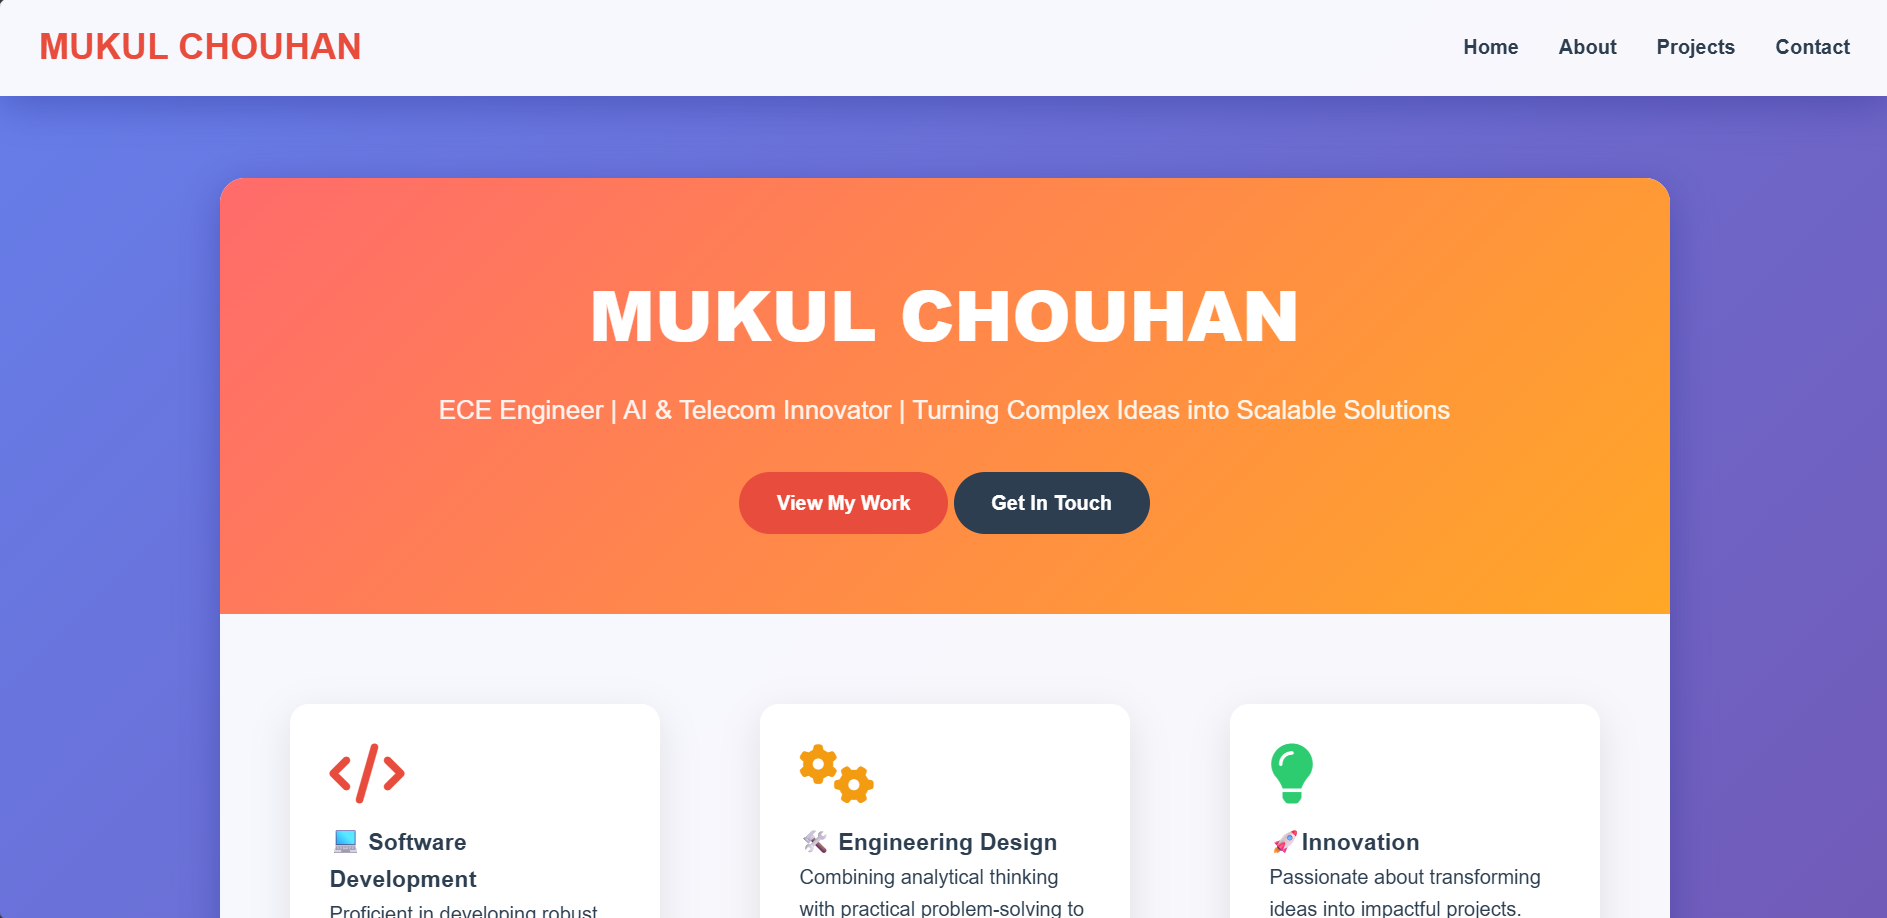 MUKUL CHOUHAN
Home About Projects Contact
MUKUL CHOUHAN
ECE Engineer | AI & Telecom Innovator | Turning Complex Ideas into Scalable Solutions
View My Work Get In Touch
💻 Software
Development
Proficient in developing robust
🛠️ Engineering Design
Combining analytical thinking
with practical problem-solving to
🚀Innovation
Passionate about transforming
ideas into impactful projects.